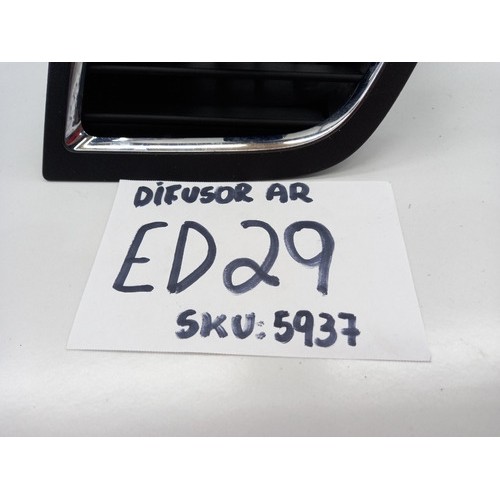 DIFUSOR AR
ED29
SKU: 5937